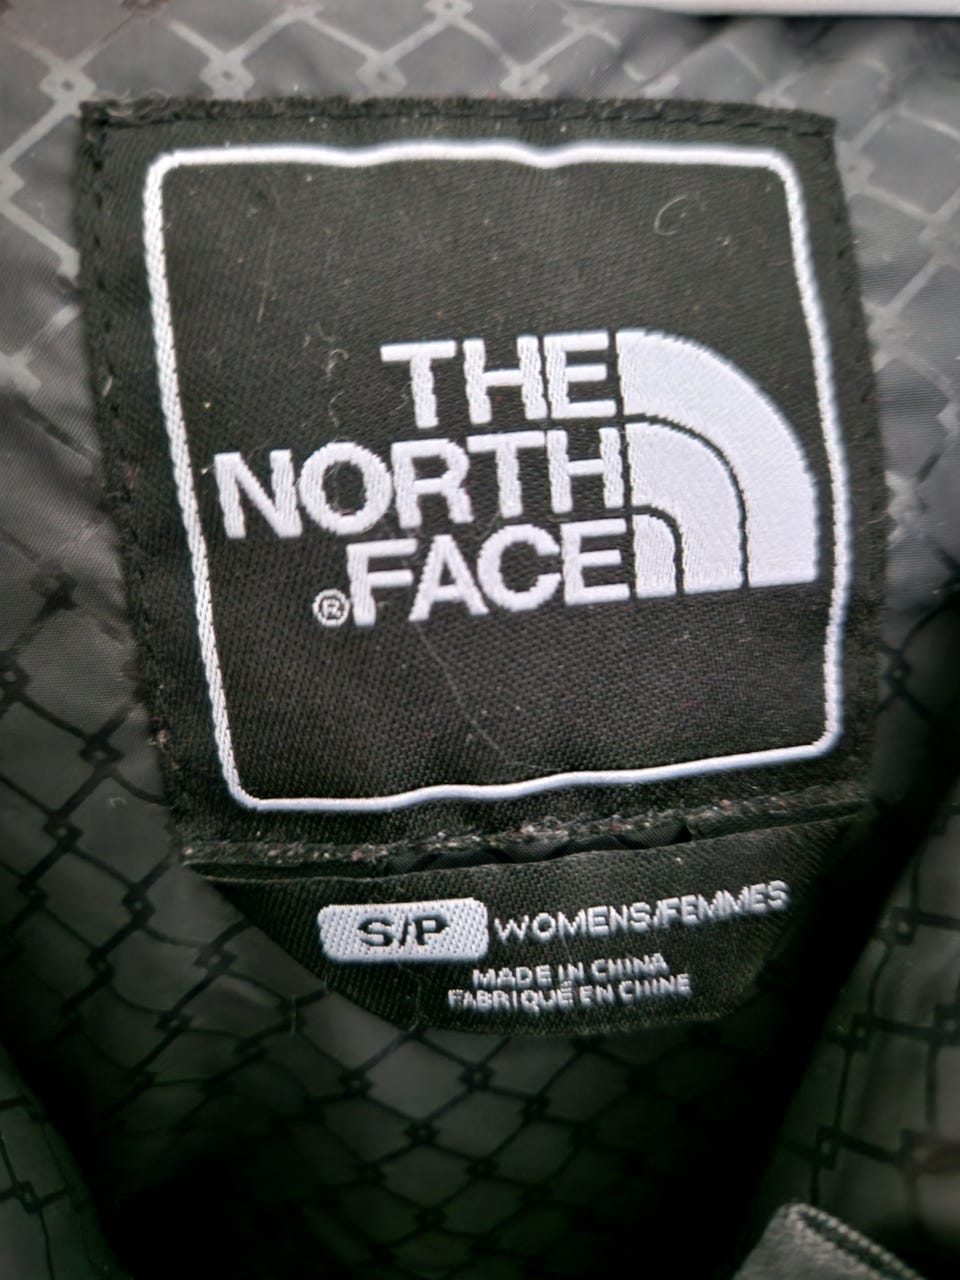 THE
NORTH
®FACE
S/P WOMENS/FEMMES
MADE IN CHINA
FABRIQUÉ EN CHINE